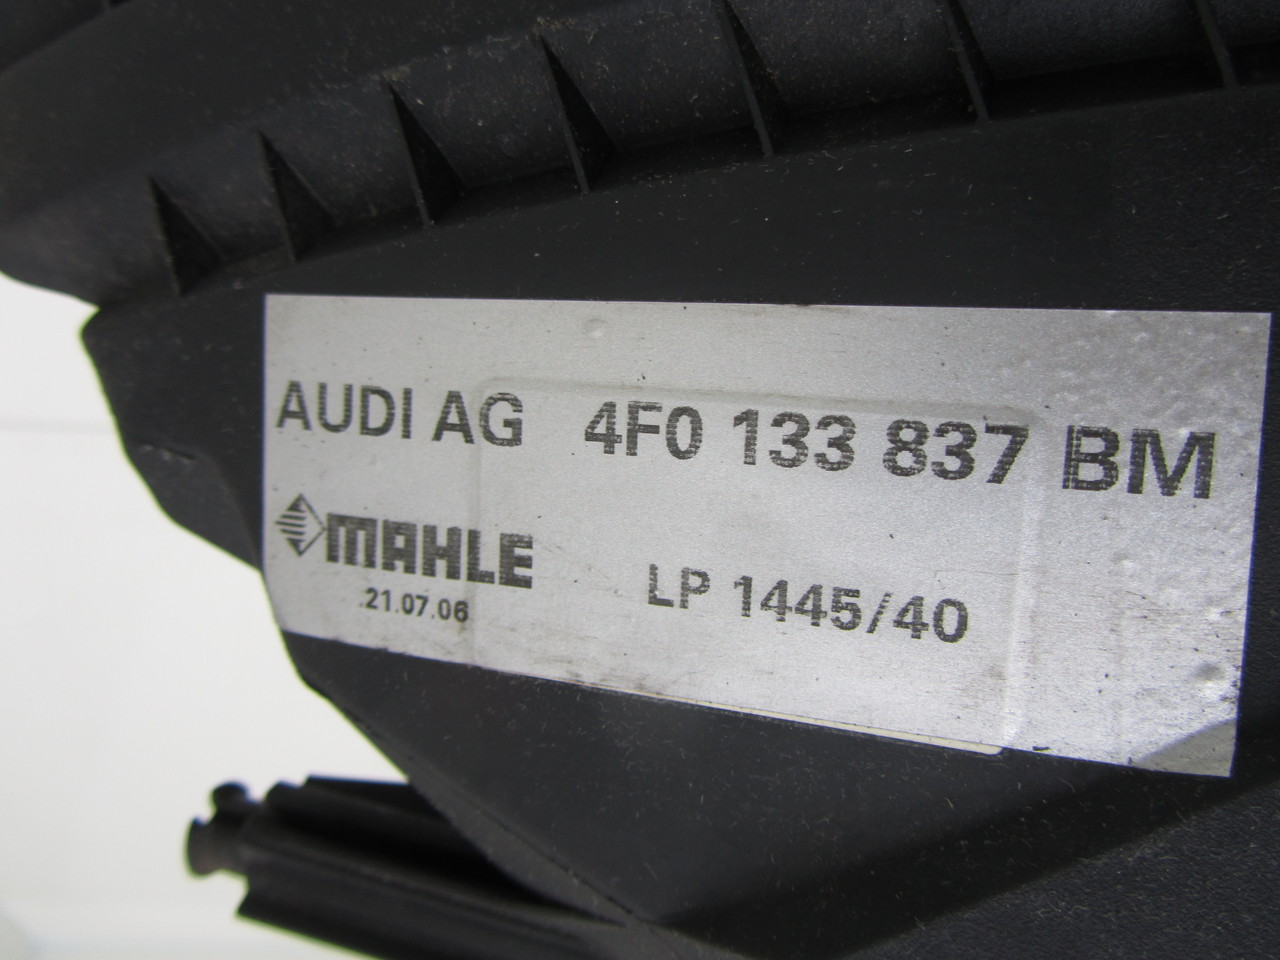 AUDI AG 4F0 133 837 BM
MAHLE LP 1445/40
21.07.06